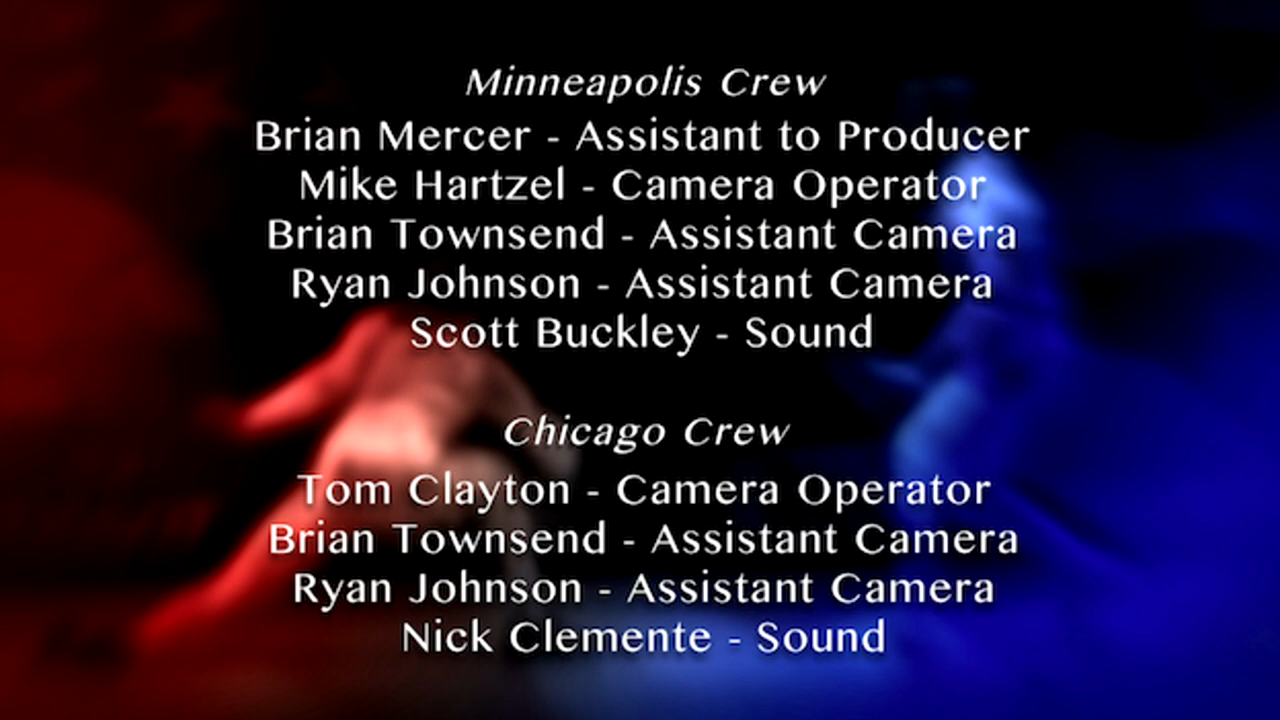 Minneapolis Crew
Brian Mercer - Assistant to Producer
Mike Hartzel - Camera Operator
Brian Townsend - Assistant Camera
Ryan Johnson - Assistant Camera
Scott Buckley - Sound
Chicago Crew
Tom Clayton - Camera Operator
Brian Townsend - Assistant Camera
Ryan Johnson - Assistant Camera
Nick Clemente - Sound